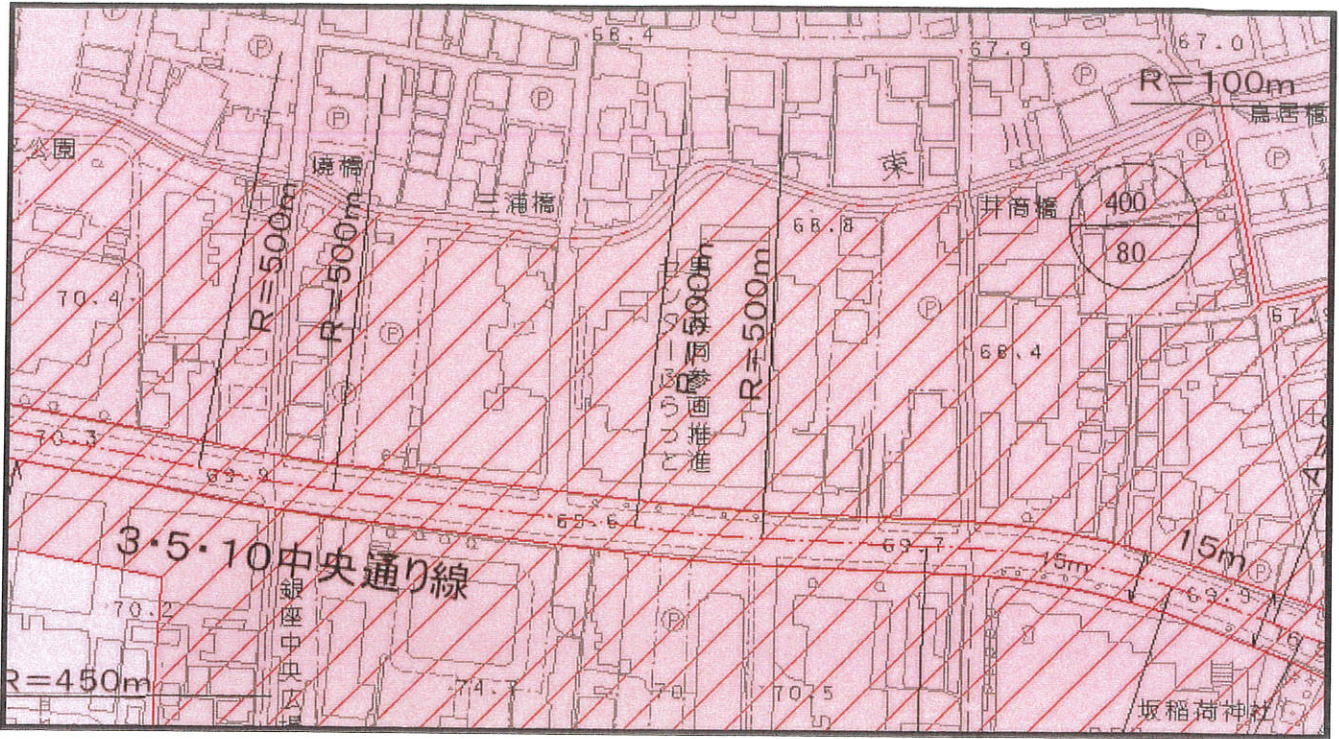 68.4
67.9
67.0
R=100m
鳥居橋
公園
境橋
三浦橋
栄
井筒橋
400
80
68.8
R=500m
R=500m
R=500m
R=500m
男女共同参画推進
センターぷらっと
70.4
68.4
67.9
70.3
69.9
69.6
69.7
15m
15m
69.9
16
3・5・10中央通り線
70.2
銀座中央広場
74.7
70
70.5
R=450m
坂稲荷神社
P
P
P
P
P
P
P
P
P
P